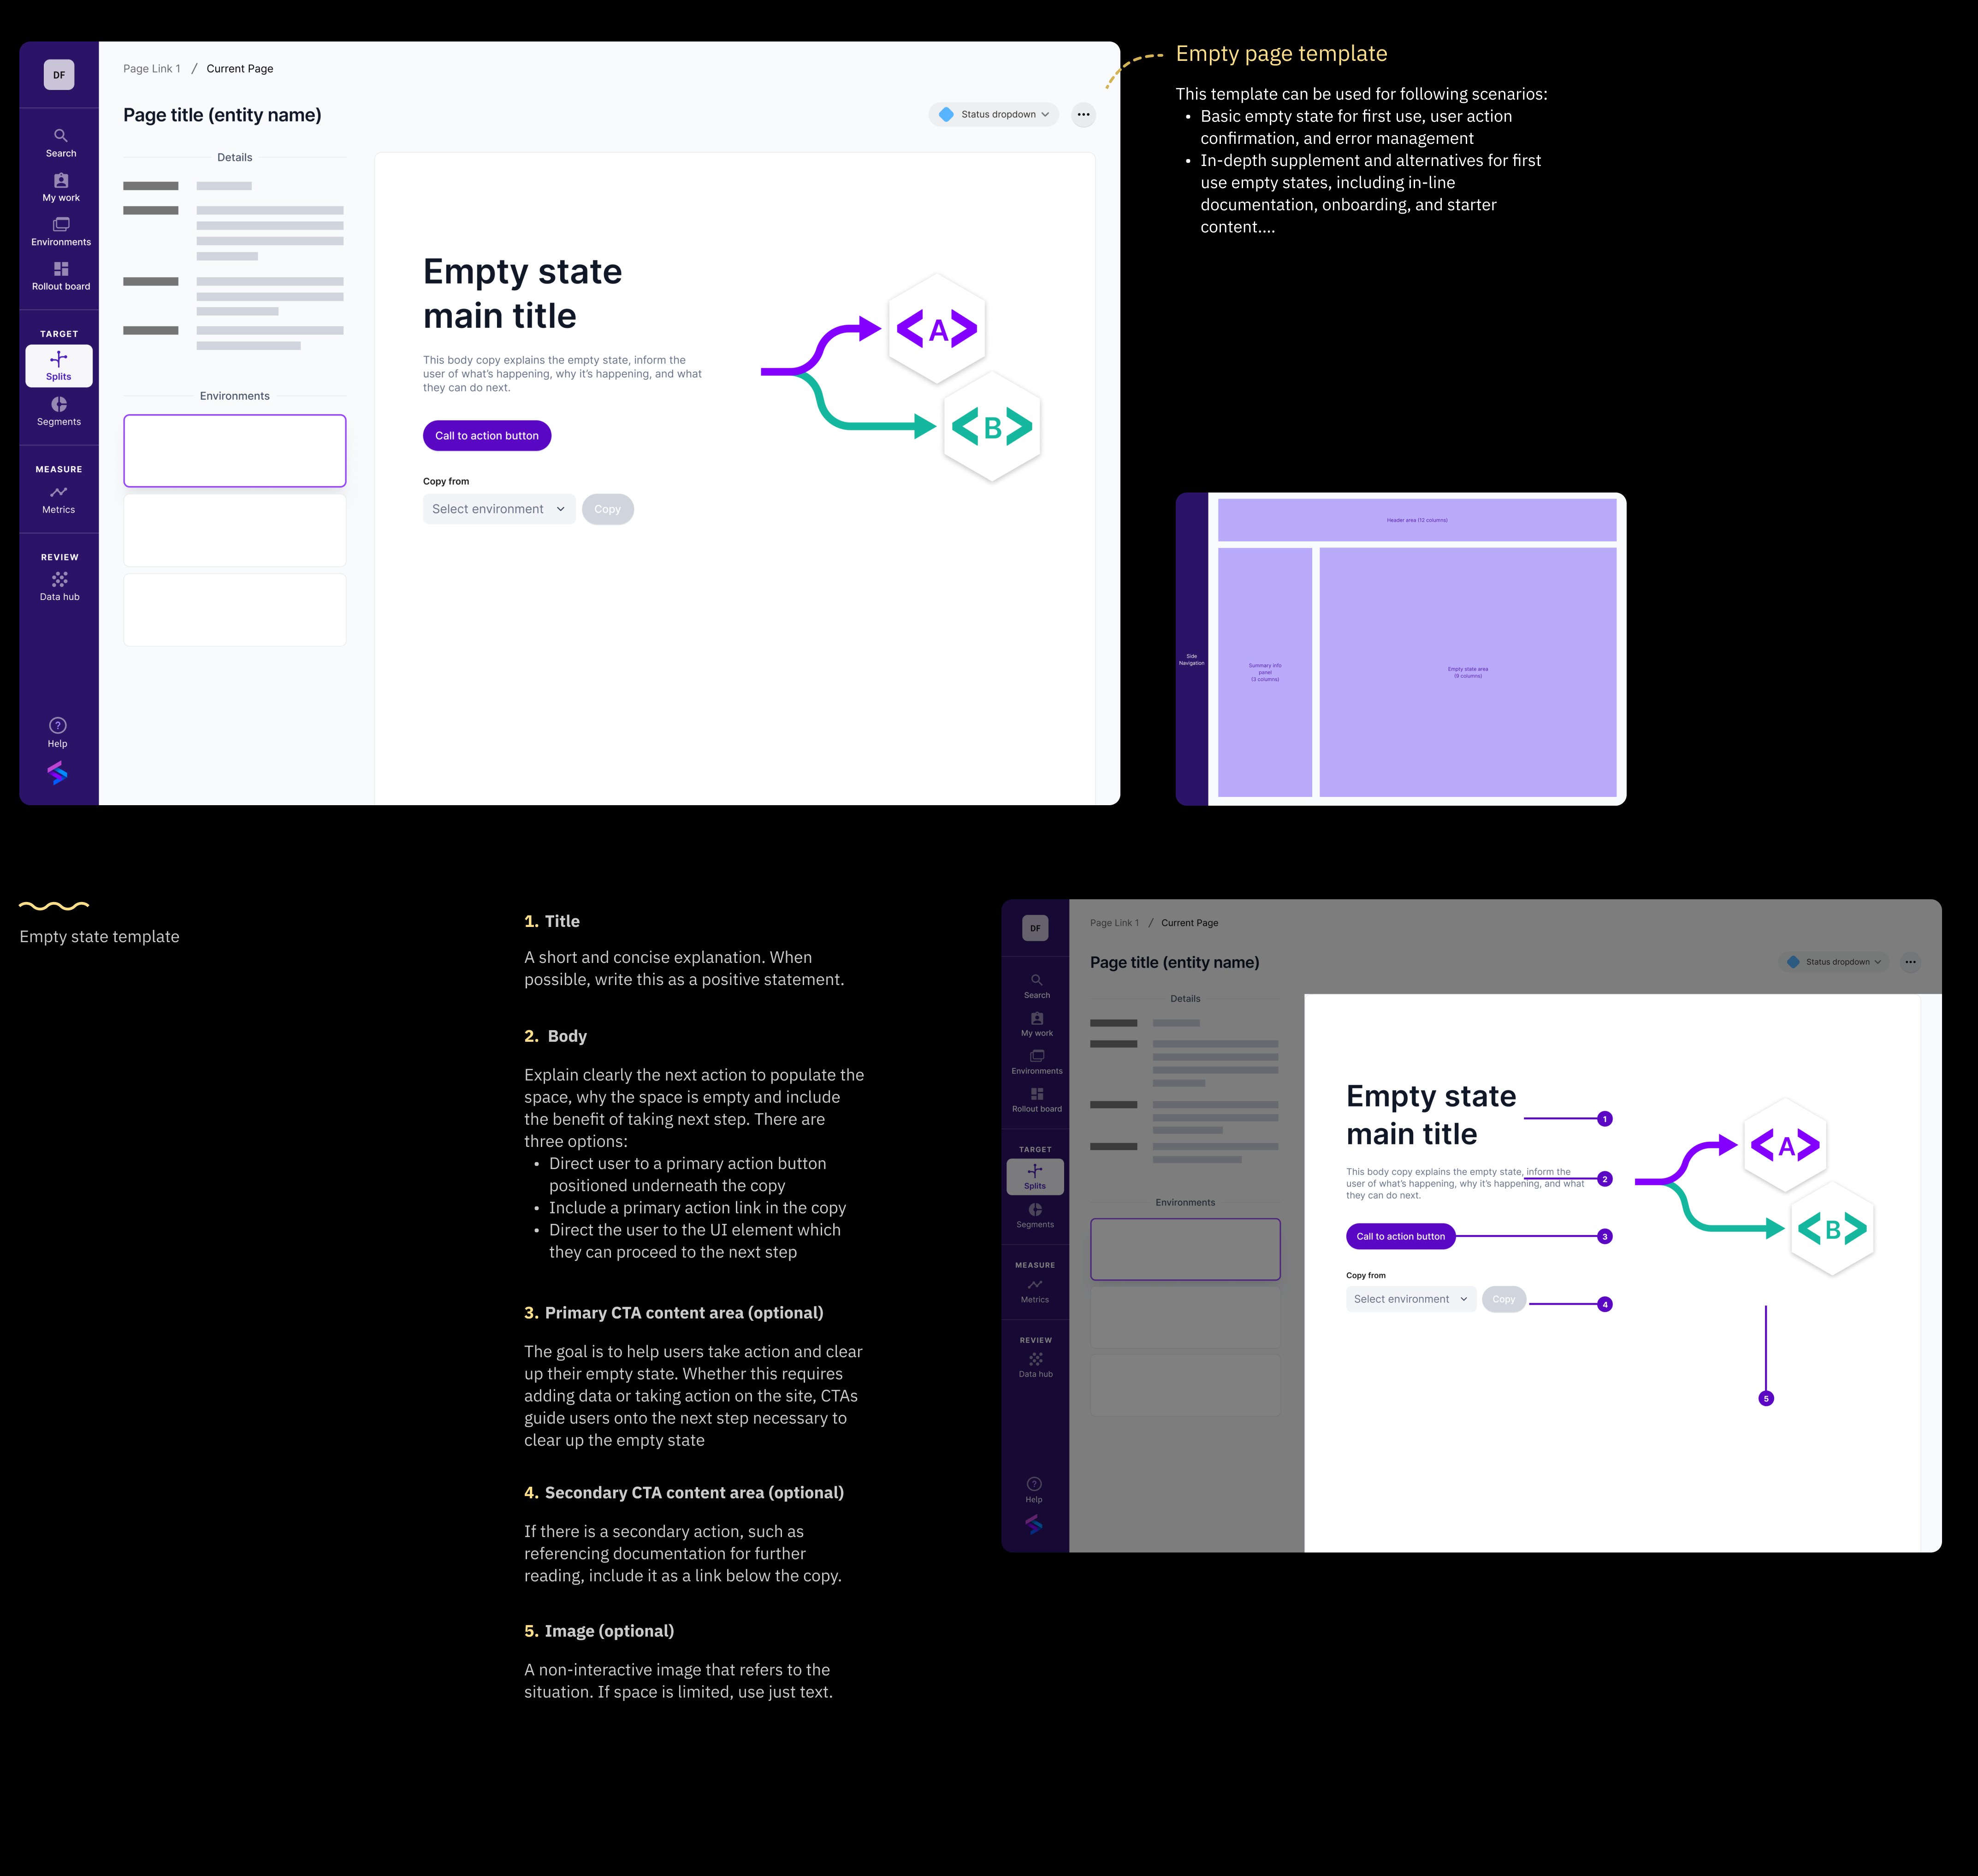 DF
Search
My work
Environments
Rollout board
TARGET
Splits
Segments
MEASURE
Metrics
REVIEW
Data hub
Help
Page Link 1 / Current Page
Page title (entity name)
Status dropdown
Details
Environments
Empty state
main title
This body copy explains the empty state, inform the
user of what's happening, why it's happening, and what
they can do next.
Call to action button
Copy from
Select environment
Copy
<A>
<B>
Empty page template
This template can be used for following scenarios:
• Basic empty state for first use, user action
confirmation, and error management
• In-depth supplement and alternatives for first
use empty states, including in-line
documentation, onboarding, and starter
content....
Side
Navigation
Header area (12 columns)
Summary Info
panel
(3 columns)
Empty state area
(8 columns)
Empty state template
1. Title
A short and concise explanation. When
possible, write this as a positive statement.
2. Body
Explain clearly the next action to populate the
space, why the space is empty and include
the benefit of taking next step. There are
three options:
• Direct user to a primary action button
positioned underneath the copy
• Include a primary action link in the copy
• Direct the user to the UI element which
they can proceed to the next step
3. Primary CTA content area (optional)
The goal is to help users take action and clear
up their empty state. Whether this requires
adding data or taking action on the site, CTAs
guide users onto the next step necessary to
clear up the empty state
4. Secondary CTA content area (optional)
If there is a secondary action, such as
referencing documentation for further
reading, include it as a link below the copy.
5. Image (optional)
A non-interactive image that refers to the
situation. If space is limited, use just text.
DF
Search
My work
Environments
Rollout board
TARGET
Splits
Segments
MEASURE
Metrics
REVIEW
Data hub
Help
Page Link 1 / Current Page
Page title (entity name)
Status dropdown
Details
Environments
Empty state
main title
This body copy explains the empty state, inform the
user of what's happening, why it's happening, and what
they can do next.
Call to action button
Copy from
Select environment
Copy
1
2
3
4
5
<A>
<B>